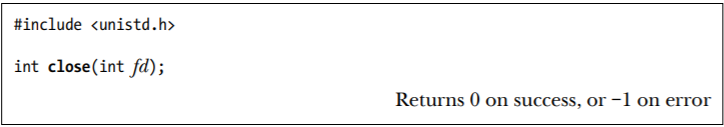 #include <unistd.h>
int close(int fd);
Returns 0 on success, or −1 on error